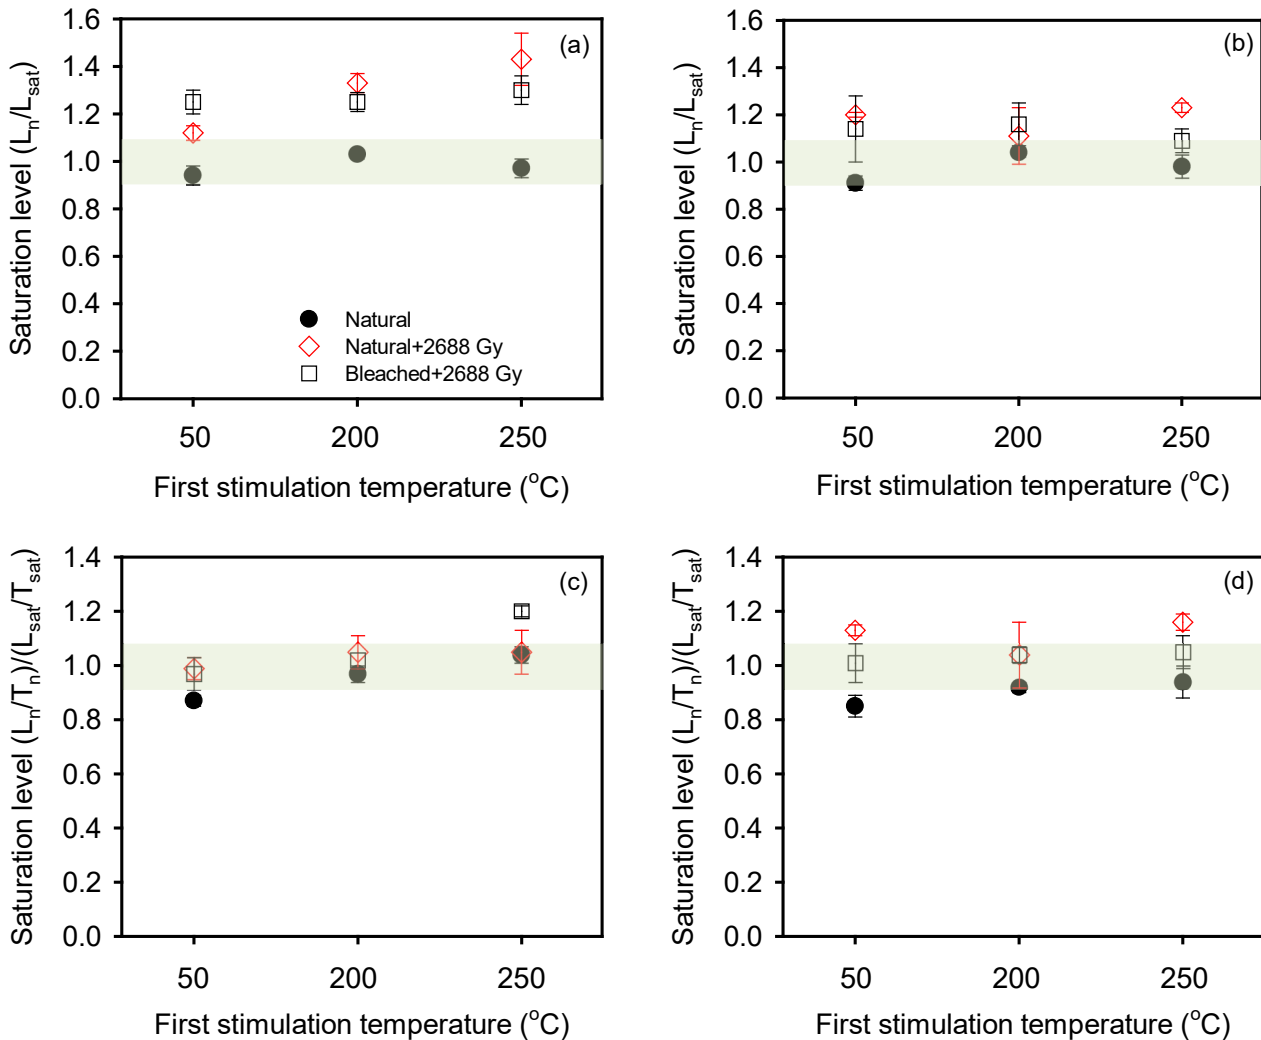 Saturation level (Ln/Lsat)
1.6
1.4
1.2
1.0
0.8
0.6
0.4
0.2
0.0
(a)
Natural
Natural+2688 Gy
Bleached+2688 Gy
50 200 250
First stimulation temperature (°C)
Saturation level (Ln/Lsat)
1.6
1.4
1.2
1.0
0.8
0.6
0.4
0.2
0.0
(b)
50 200 250
First stimulation temperature (°C)
Saturation level (Ln/Tn)/(Lsat/Tsat)
1.4
1.2
1.0
0.8
0.6
0.4
0.2
0.0
(c)
50 200 250
First stimulation temperature (°C)
Saturation level (Ln/Tn)/(Lsat/Tsat)
1.4
1.2
1.0
0.8
0.6
0.4
0.2
0.0
(d)
50 200 250
First stimulation temperature (°C)